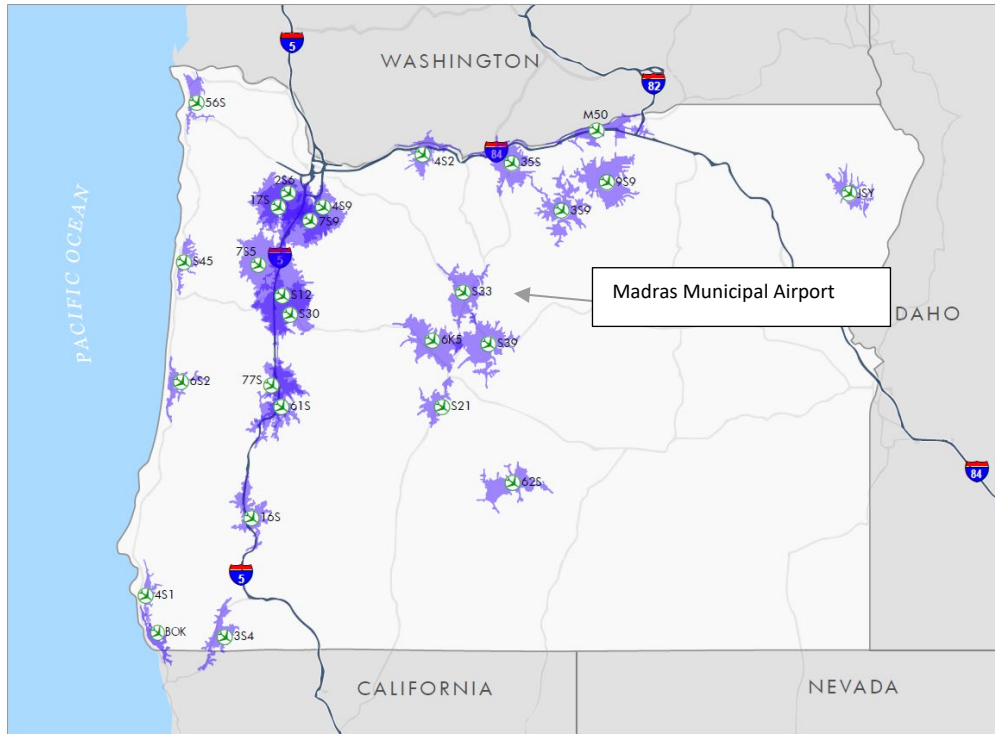 5
WASHINGTON
82
56S
M50
4S2
84
35S
2S6
9S9
JSY
17S
4S9
3S9
7S9
PACIFIC OCEAN
7S5
5
S45
S12
S33
Madras Municipal Airport
S30
DAHO
6K5
S39
6S2
77S
61S
S21
84
62S
16S
5
4S1
BOK
3S4
CALIFORNIA
NEVADA